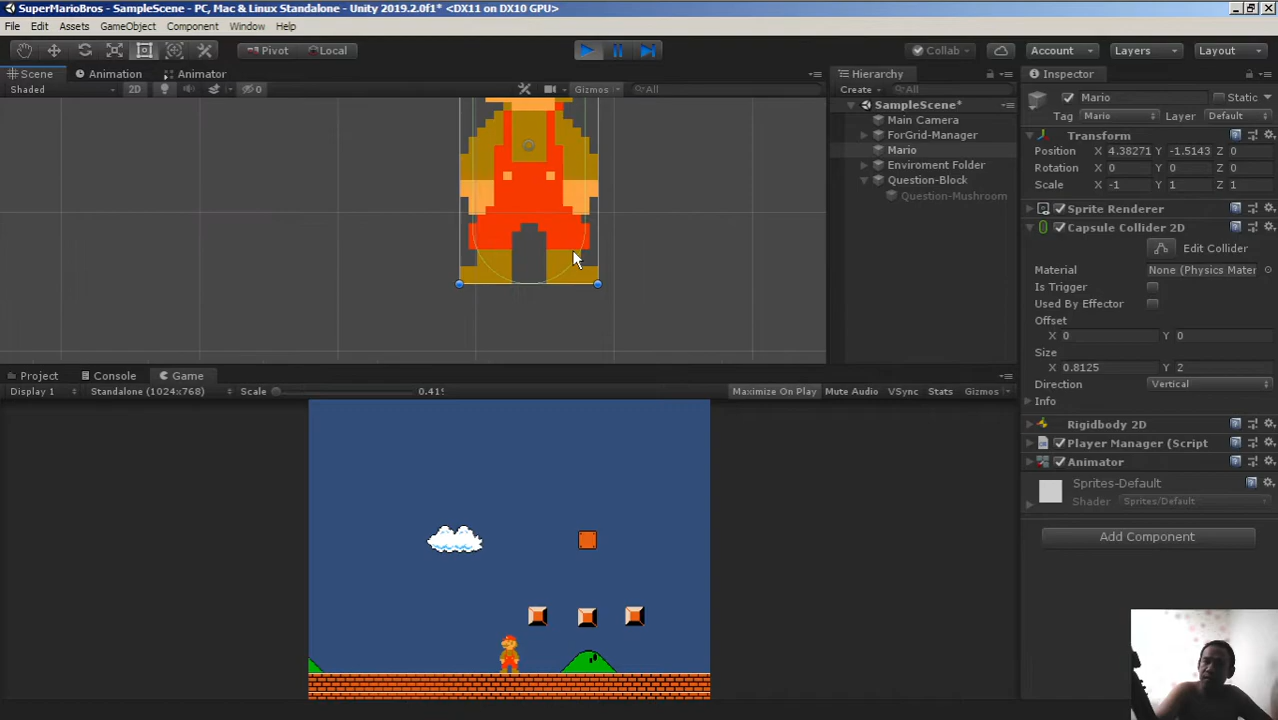 SuperMarioBros - SampleScene - PC, Mac & Linux Standalone - Unity 2019.2.0f1* <DX11 on DX10 GPU>
File Edit Assets GameObject Component Window Help
Pivot Local Collab Account Layers Layout
Scene Animation Animator
Shaded 2D 0 Gizmos All
Hierarchy
Create All
SampleScene*
Main Camera
ForGrid-Manager
Mario
Enviroment Folder
Question-Block
Question-Mushroom
Inspector
Mario Static
Tag Mario Layer Default
Transform
Position X 4.38271 Y -1.5143 Z 0
Rotation X 0 Y 0 Z 0
Scale X -1 Y 1 Z 1
Sprite Renderer
Capsule Collider 2D
Edit Collider
Material None (Physics Mater
Is Trigger
Used By Effector
Offset
X 0 Y 0
Size
X 0.8125 Y 2
Direction Vertical
Info
Rigidbody 2D
Player Manager (Script
Animator
Sprites-Default
Shader Sprites/Default
Add Component
Project Console Game
Display 1 Standalone (1024x768) Scale 0.41 Maximize On Play Mute Audio VSync Stats Gizmos